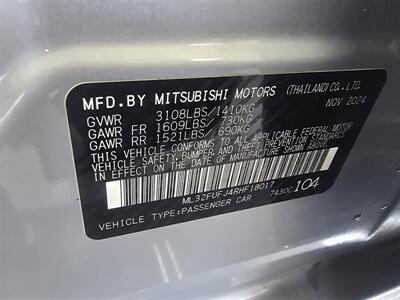 MFD.BY MITSUBISHI MOTORS (THAILAND) CO.,LTD.
NOV 2024
GVWR 3108LBS/1410KG
GAWR FR 1609LBS/ 730KG
GAWR RR 1521LBS/ 690KG
THIS VEHICLE CONFORMS TO ALL APPLICABLE FEDERAL MOTOR VEHICLE
SAFETY, BUMPER, AND THEFT PREVENTION STANDARDS IN EFFECT
ON THE DATE OF MANUFACTURE SHOWN ABOVE.
ML32FUFJ4RHF18017
VEHICLE TYPE:PASSENGER CAR 7430C 104